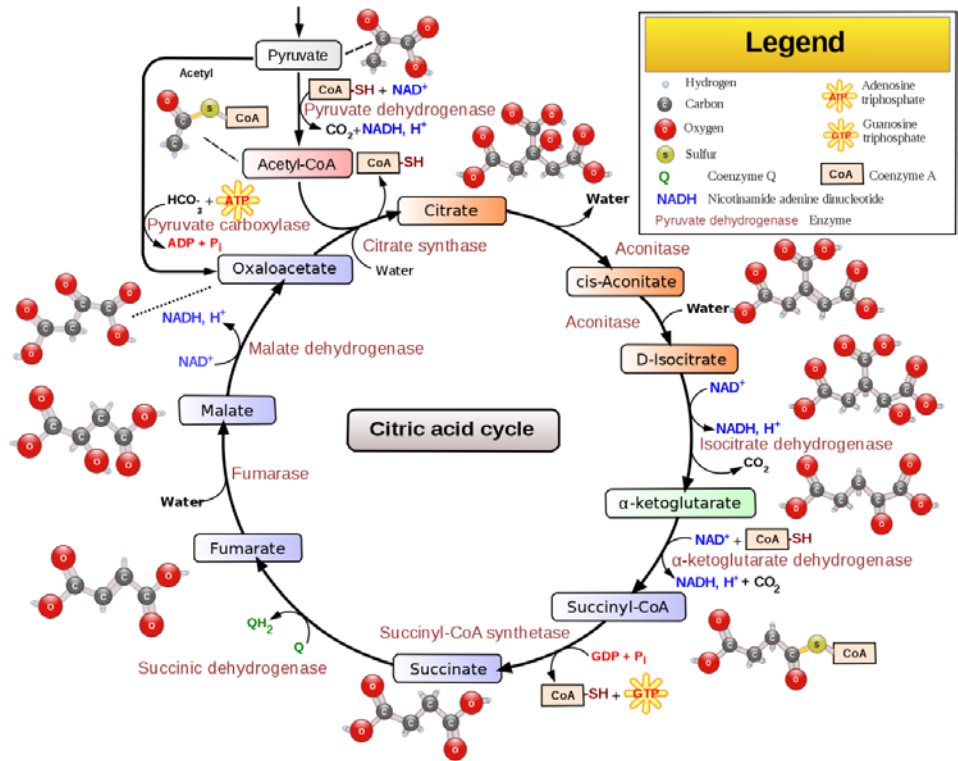 Legend
Hydrogen
Carbon
Oxygen
Sulfur
Q Coenzyme Q
NADH Nicotinamide adenine dinucleotide
Pyruvate dehydrogenase Enzyme
ATP Adenosine
triphosphate
GTP Guanosine
triphosphate
CoA Coenzyme A
Pyruvate
Acetyl
S CoA
CoA-SH + NAD⁺
Pyruvate dehydrogenase
CO₂+NADH, H⁺
Acetyl-CoA
CoA-SH
HCO₃⁻ + ATP
Pyruvate carboxylase
ADP + Pᵢ
Citrate
Citrate synthase
Water
Water
Aconitase
cis-Aconitate
Aconitase
Water
D-Isocitrate
NAD⁺
NADH, H⁺
Isocitrate dehydrogenase
CO₂
α-ketoglutarate
NAD⁺ + CoA-SH
α-ketoglutarate dehydrogenase
NADH, H⁺ + CO₂
Succinyl-CoA
S CoA
Succinyl-CoA synthetase
GDP + Pᵢ
CoA-SH + GTP
Succinate
QH₂
Q
Succinic dehydrogenase
Fumarate
Water
Fumarase
Malate
NAD⁺
Malate dehydrogenase
NADH, H⁺
Oxaloacetate
Citric acid cycle